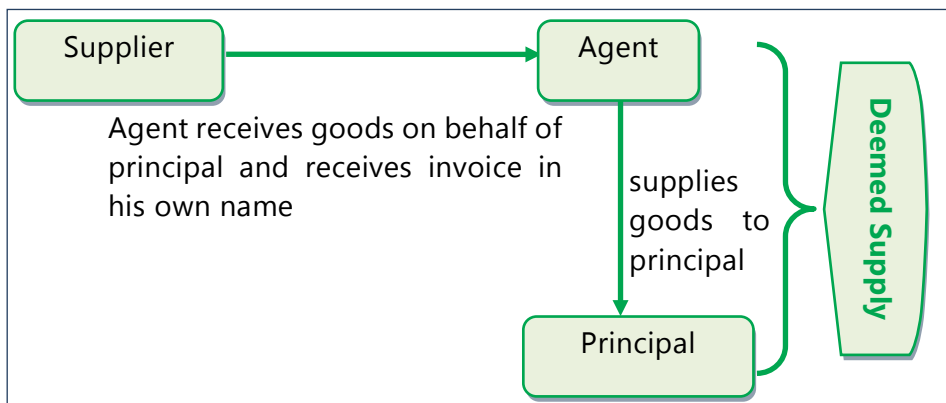 Supplier
Agent
Agent receives goods on behalf of
principal and receives invoice in
his own name
supplies
goods to
principal
Deemed Supply
Principal